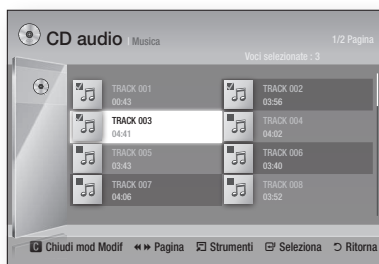 CD audio | Musica
1/2 Pagina
Voci selezionate : 3
TRACK 001
00:43
TRACK 002
03:56
TRACK 003
04:41
TRACK 004
04:02
TRACK 005
03:43
TRACK 006
03:40
TRACK 007
04:06
TRACK 008
03:52
C Chiudi mod Modif Pagina Strumenti Seleziona Ritorna